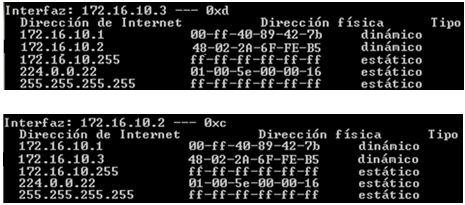 Interfaz: 172.16.10.3 --- 0xd
Dirección de Internet Dirección física Tipo
172.16.10.1 00-ff-40-89-42-7b dinámico
172.16.10.2 48-02-2A-6F-FE-B5 dinámico
172.16.10.255 ff-ff-ff-ff-ff-ff estático
224.0.0.22 01-00-5e-00-00-16 estático
255.255.255.255 ff-ff-ff-ff-ff-ff estático
Interfaz: 172.16.10.2 --- 0xc
Dirección de Internet Dirección física Tipo
172.16.10.1 00-ff-40-89-42-7b dinámico
172.16.10.3 48-02-2A-6F-FE-B5 dinámico
172.16.10.255 ff-ff-ff-ff-ff-ff estático
224.0.0.22 01-00-5e-00-00-16 estático
255.255.255.255 ff-ff-ff-ff-ff-ff estático